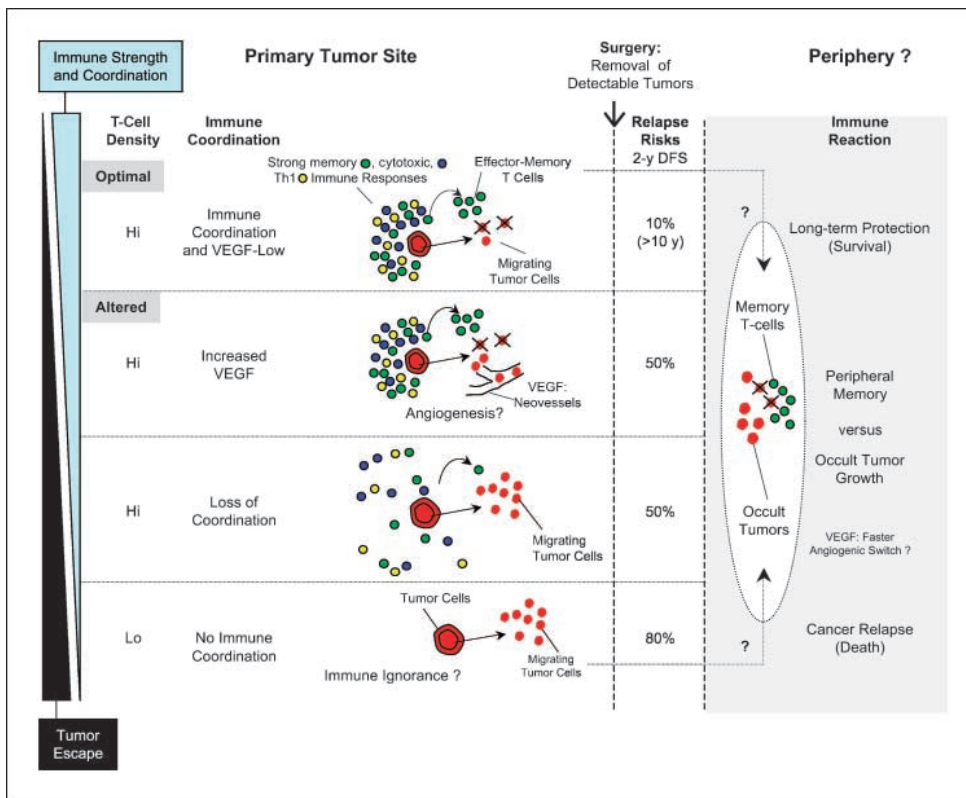 Immune Strength
and Coordination
Primary Tumor Site
Surgery:
Removal of
Detectable Tumors
Periphery ?
T-Cell
Density
Immune
Coordination
Relapse
Risks
2-y DFS
Immune
Reaction
Optimal
Strong memory , cytotoxic, ,
Th1 Immune Responses
Effector-Memory
T Cells
Hi
Immune
Coordination
and VEGF-Low
Migrating
Tumor Cells
10%
(>10 y)
?
Long-term Protection
(Survival)
Altered
Hi
Increased
VEGF
Angiogenesis?
VEGF:
Neovessels
50%
Memory
T-cells
Peripheral
Memory
versus
Occult Tumor
Growth
Hi
Loss of
Coordination
Migrating
Tumor Cells
50%
Occult
Tumors
VEGF: Faster
Angiogenic Switch ?
Lo
No Immune
Coordination
Tumor Cells
Immune Ignorance ?
Migrating
Tumor Cells
80%
?
Cancer Relapse
(Death)
Tumor
Escape